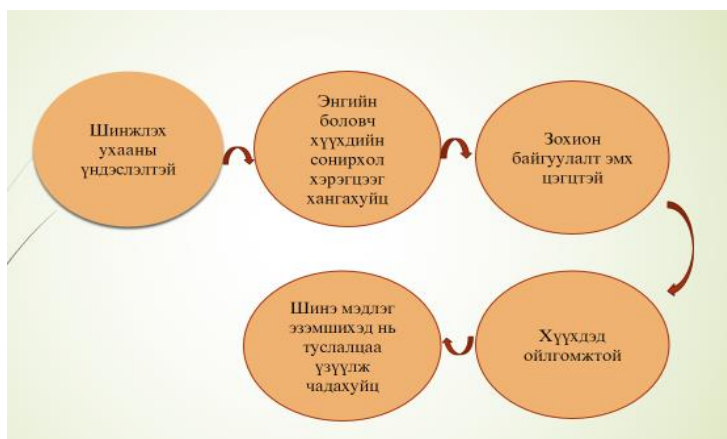 Шинжлэх
ухааны
үндэслэлтэй
Энгийн
боловч
хүүхдийн
сонирхол
хэрэгцээг
хангахуйц
Зохион
байгуулалт эмх
цэгцтэй
Хүүхдэд
ойлгомжтой
Шинэ мэдлэг
эзэмшихэд нь
туслалцаа
үзүүлж
чадахуйц